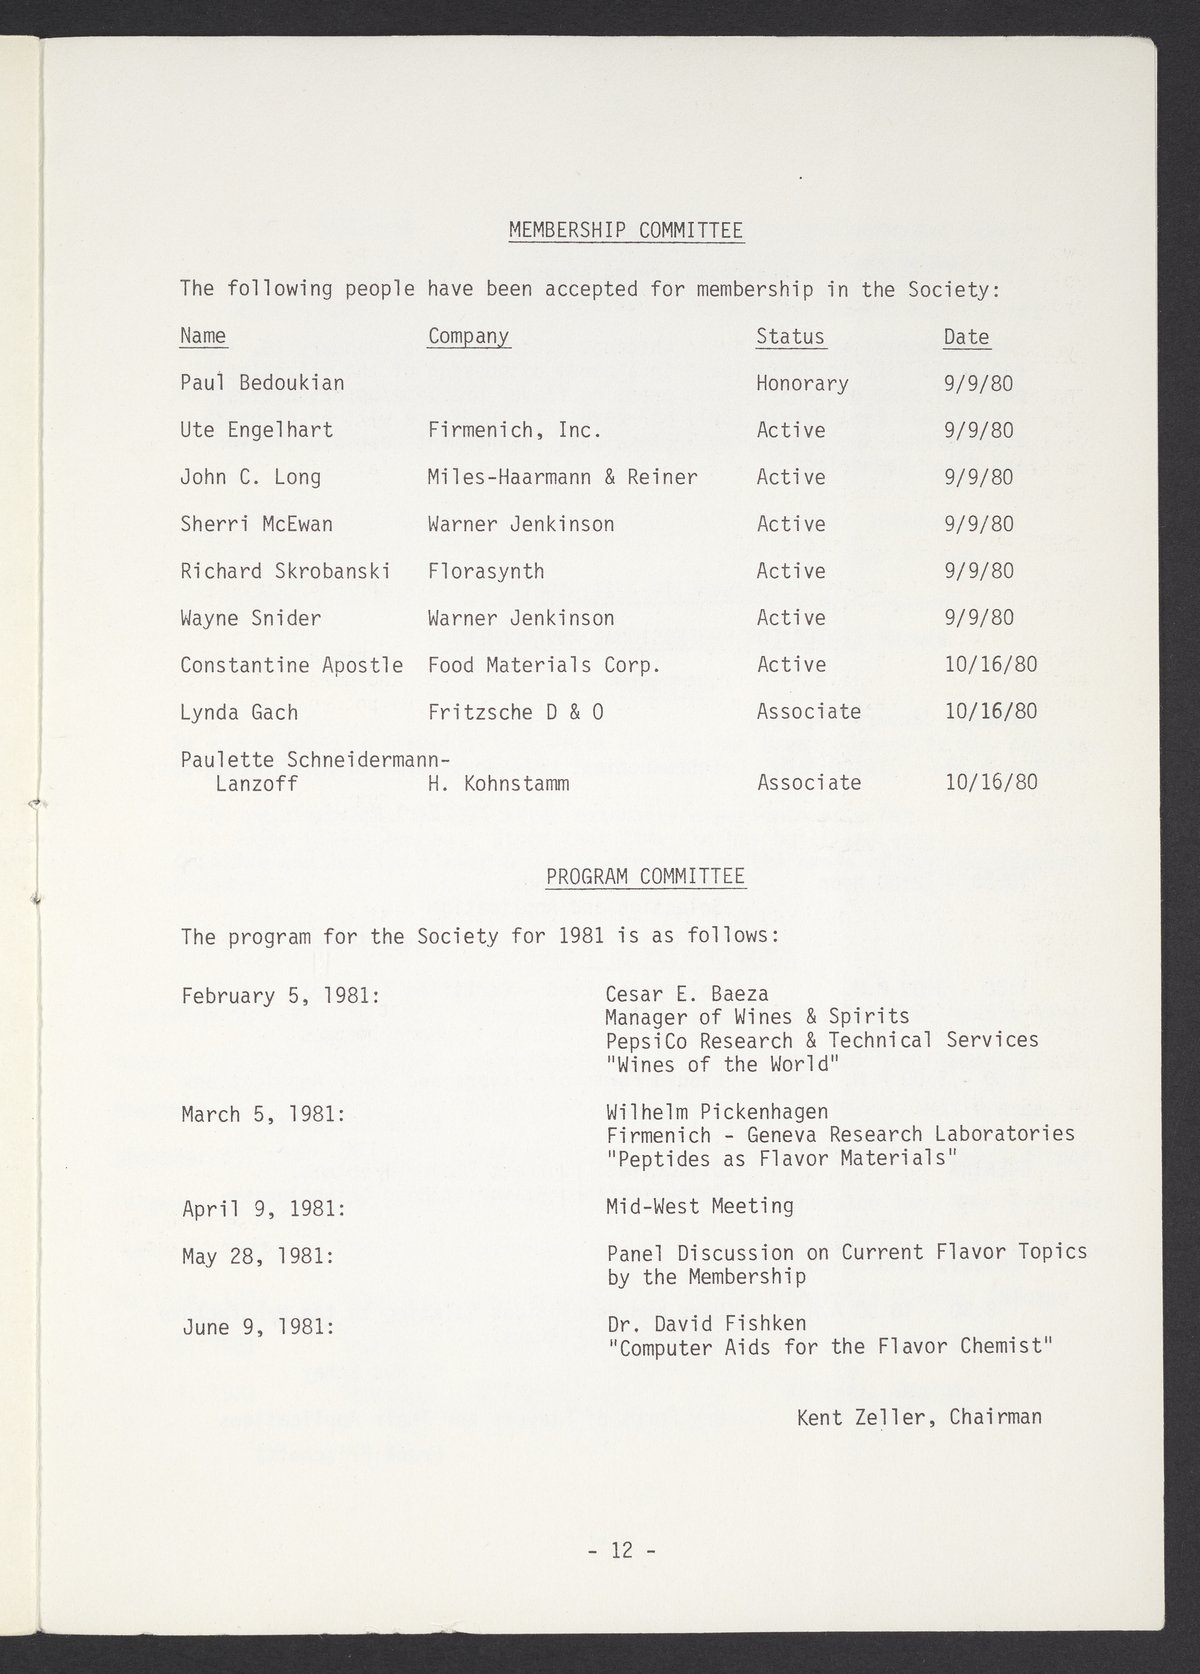 MEMBERSHIP COMMITTEE
The following people have been accepted for membership in the Society:
Name Company Status Date
Paul Bedoukian Honorary 9/9/80
Ute Engelhart Firmenich, Inc. Active 9/9/80
John C. Long Miles-Haarmann & Reiner Active 9/9/80
Sherri McEwan Warner Jenkinson Active 9/9/80
Richard Skrobanski Florasynth Active 9/9/80
Wayne Snider Warner Jenkinson Active 9/9/80
Constantine Apostle Food Materials Corp. Active 10/16/80
Lynda Gach Fritzsche D & O Associate 10/16/80
Paulette Schneidermann-
Lanzoff H. Kohnstamm Associate 10/16/80
PROGRAM COMMITTEE
The program for the Society for 1981 is as follows:
February 5, 1981: Cesar E. Baeza
Manager of Wines & Spirits
PepsiCo Research & Technical Services
"Wines of the World"
March 5, 1981: Wilhelm Pickenhagen
Firmenich - Geneva Research Laboratories
"Peptides as Flavor Materials"
April 9, 1981: Mid-West Meeting
May 28, 1981: Panel Discussion on Current Flavor Topics
by the Membership
June 9, 1981: Dr. David Fishken
"Computer Aids for the Flavor Chemist"
Kent Zeller, Chairman
- 12 -